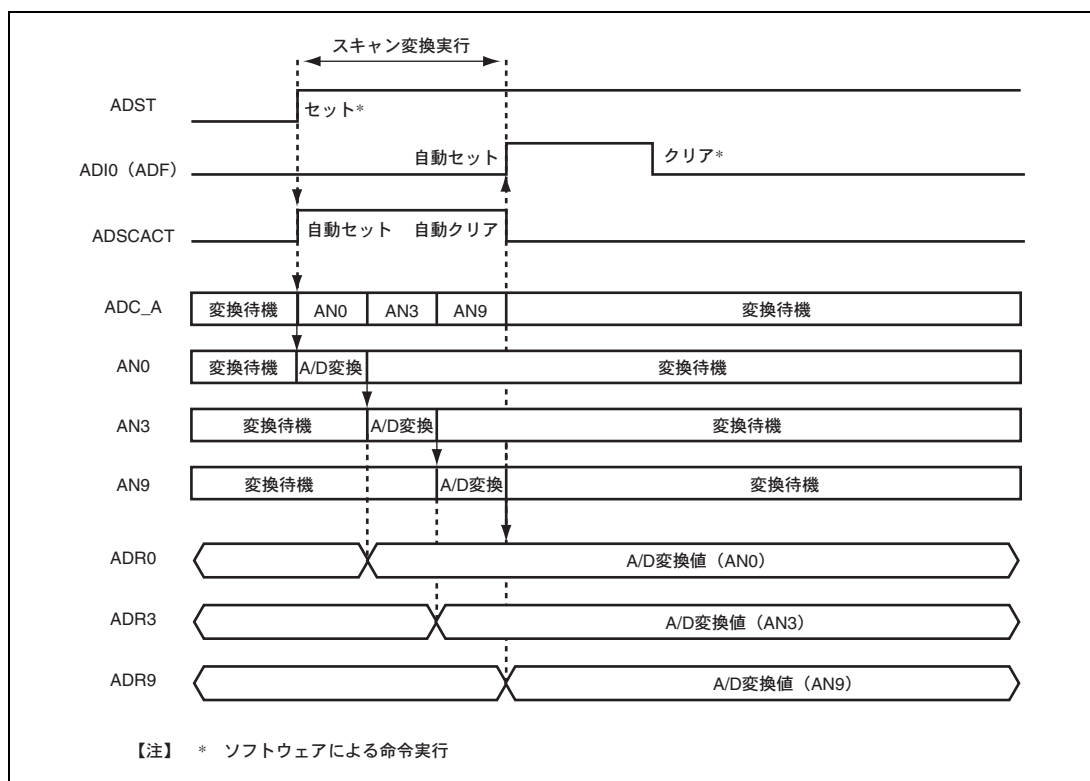 スキャン変換実行
ADST
セット*
ADI0（ADF）
自動セット
クリア*
ADSCACT
自動セット 自動クリア
ADC_A 変換待機 AN0 AN3 AN9 変換待機
AN0 変換待機 A/D変換 変換待機
AN3 変換待機 A/D変換 変換待機
AN9 変換待機 A/D変換 変換待機
ADR0 A/D変換値（AN0）
ADR3 A/D変換値（AN3）
ADR9 A/D変換値（AN9）
【注】 * ソフトウェアによる命令実行